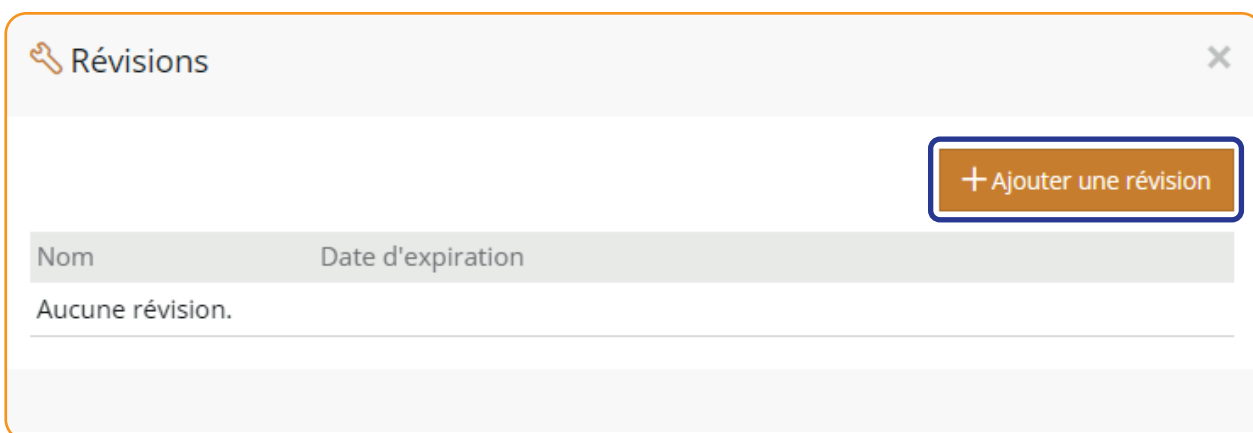 Révisions
+ Ajouter une révision
Nom Date d'expiration
Aucune révision.